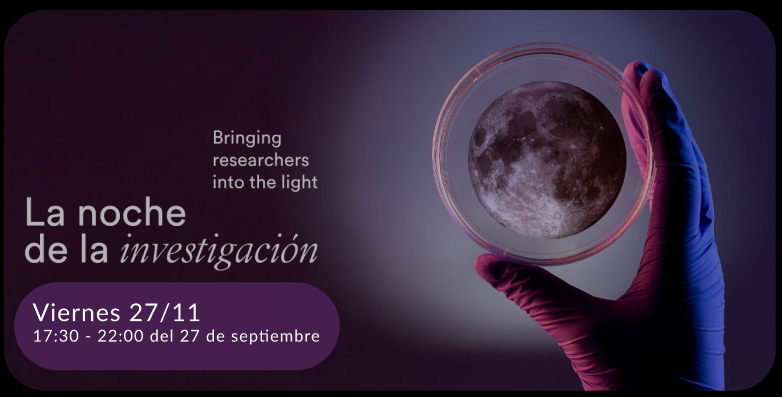 Bringing
researchers
into the light
La noche
de la investigación
Viernes 27/11
17:30 - 22:00 del 27 de septiembre